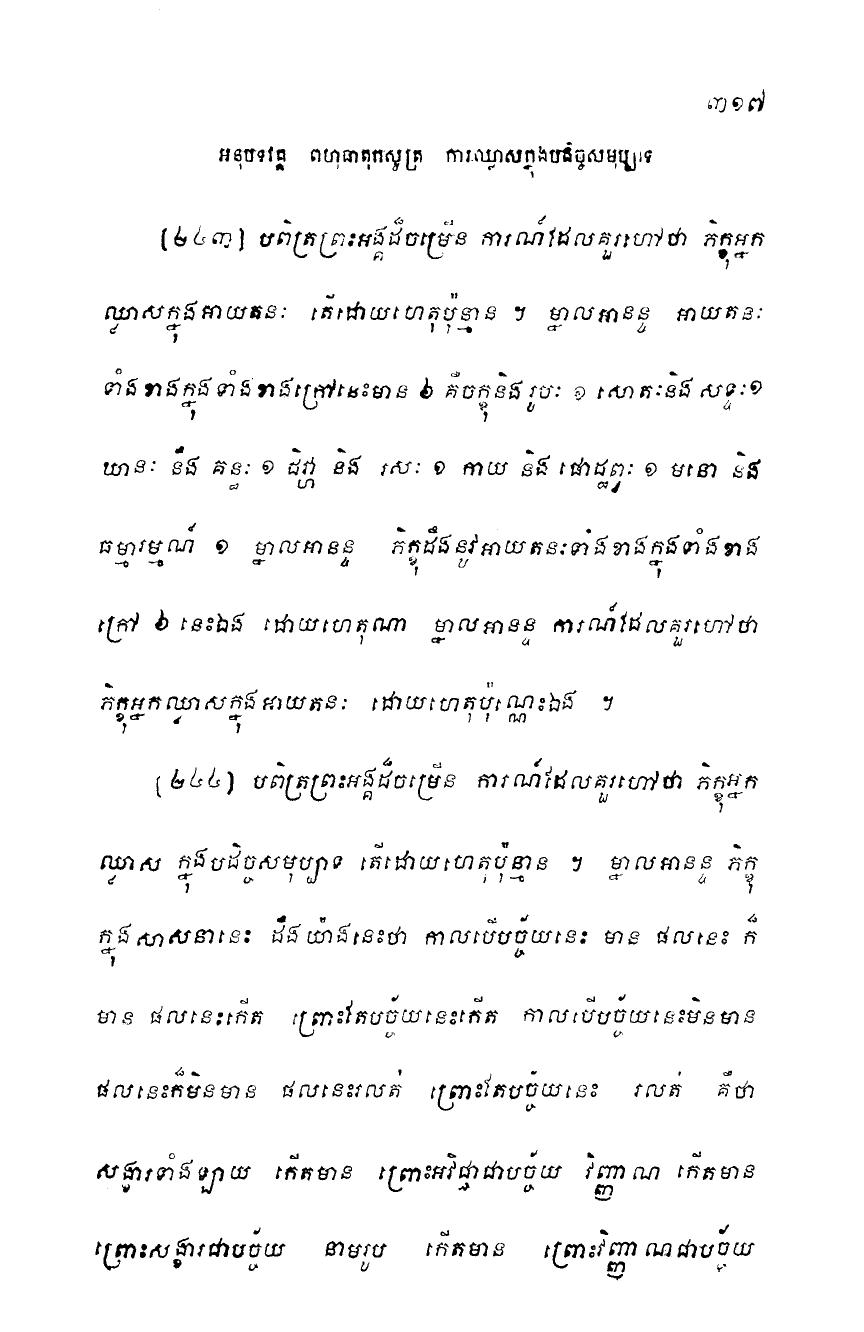 ៣១៧
អនុបទវគ្គ ពហុធាតុកសូត្រ ការឈ្លាសក្នុងបដិច្ចសមុប្បាទ
[២៤៣] បពិត្រព្រះអង្គដ៏ចម្រើន ការណ៍ដែលគួរហៅថា ភិក្ខុអ្នក
ឈ្លាសក្នុងអាយតនៈ តើដោយហេតុប៉ុន្មាន ។ ម្នាលអានន្ទ អាយតនៈ
ទាំងខាងក្នុងទាំងខាងក្រៅនេះមាន ៦ គឺចក្ខុនិងរូបៈ ១ សោតៈនិងសទ្ទៈ១
ឃានៈ នឹង គន្ធៈ ១ ជិវ្ហា និង រសៈ ១ កាយ និង ផោដ្ឋព្វៈ ១ មនោ និង
ធម្មារម្មណ៍ ១ ម្នាលអានន្ទ ភិក្ខុដឹងនូវអាយតនៈទាំងខាងក្នុងទាំងខាង
ក្រៅ ៦ នេះឯង ដោយហេតុណា ម្នាលអានន្ទ ការណ៍ដែលគួរហៅថា
ភិក្ខុអ្នកឈ្លាសក្នុងអាយតនៈ ដោយហេតុប៉ុណ្ណេះឯង ។
[២៤៤] បពិត្រព្រះអង្គដ៏ចម្រើន ការណ៍ដែលគួរហៅថា ភិក្ខុអ្នក
ឈ្លាស ក្នុងបដិច្ចសមុប្បាទ តើដោយហេតុប៉ុន្មាន ។ ម្នាលអានន្ទ ភិក្ខុ
ក្នុងសាសនានេះ ដឹងយ៉ាងនេះថា កាលបើបច្ច័យនេះ មាន ផលនេះ ក៏
មាន ផលនេះកើត ព្រោះតែបច្ច័យនេះកើត កាលបើបច្ច័យនេះមិនមាន
ផលនេះក៏មិនមាន ផលនេះរលត់ ព្រោះតែបច្ច័យនេះ រលត់ គឺថា
សង្ខារទាំងឡាយ កើតមាន ព្រោះអវិជ្ជាជាបច្ច័យ វិញ្ញាណ កើតមាន
ព្រោះសង្ខារជាបច្ច័យ នាមរូប កើតមាន ព្រោះវិញ្ញាណជាបច្ច័យ